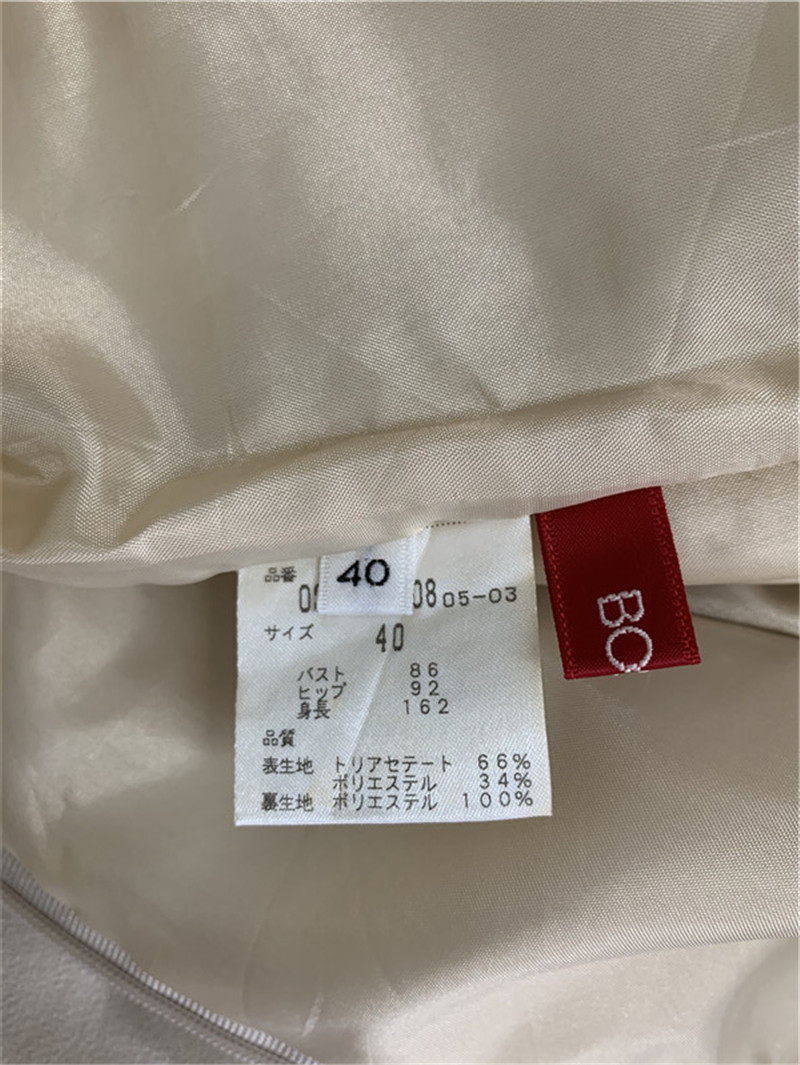 品番
40
0
08 05-03
サイズ 40
バスト 86
ヒップ 92
身長 162
品質
表生地 トリアセテート 66%
ポリエステル 34%
裏生地 ポリエステル 100%
BO